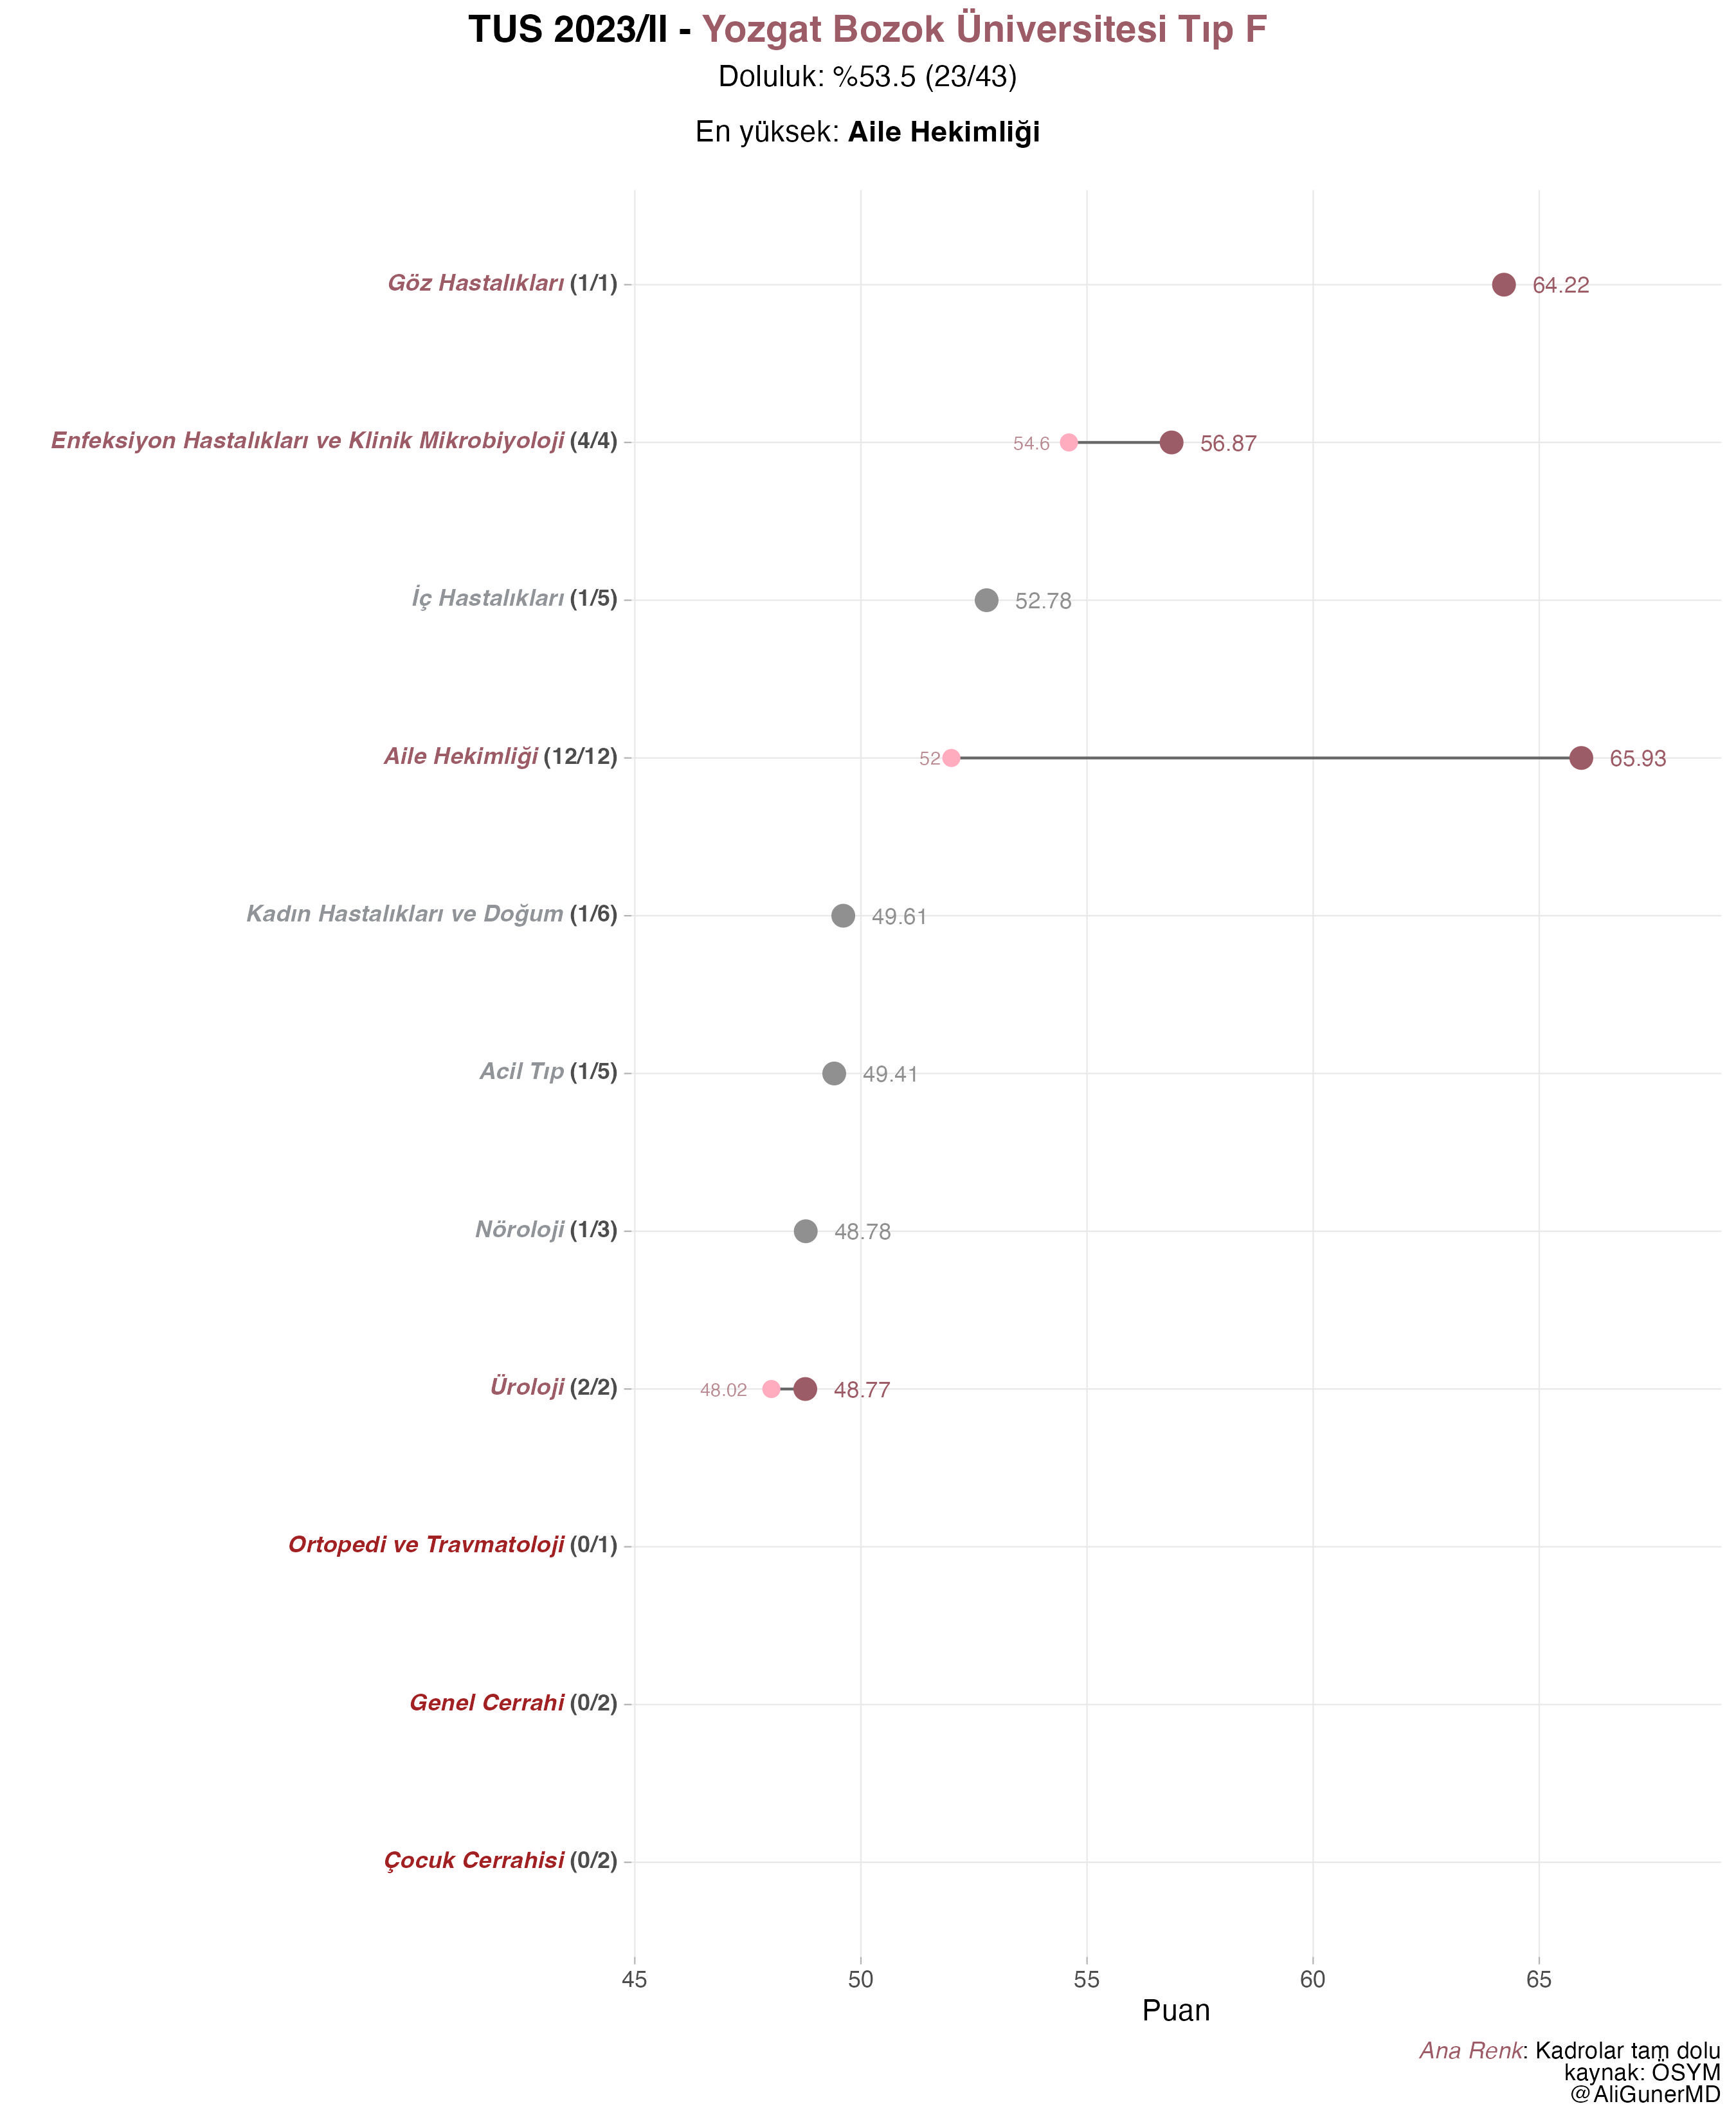 TUS 2023/II - Yozgat Bozok Üniversitesi Tıp F
Doluluk: %53.5 (23/43)
En yüksek: Aile Hekimliği
Göz Hastalıkları (1/1)
64.22
Enfeksiyon Hastalıkları ve Klinik Mikrobiyoloji (4/4)
54.6
56.87
İç Hastalıkları (1/5)
52.78
Aile Hekimliği (12/12)
52
65.93
Kadın Hastalıkları ve Doğum (1/6)
49.61
Acil Tıp (1/5)
49.41
Nöroloji (1/3)
48.78
Üroloji (2/2)
48.02
48.77
Ortopedi ve Travmatoloji (0/1)
Genel Cerrahi (0/2)
Çocuk Cerrahisi (0/2)
45 50 55 60 65
Puan
Ana Renk: Kadrolar tam dolu
kaynak: ÖSYM
@AliGunerMD